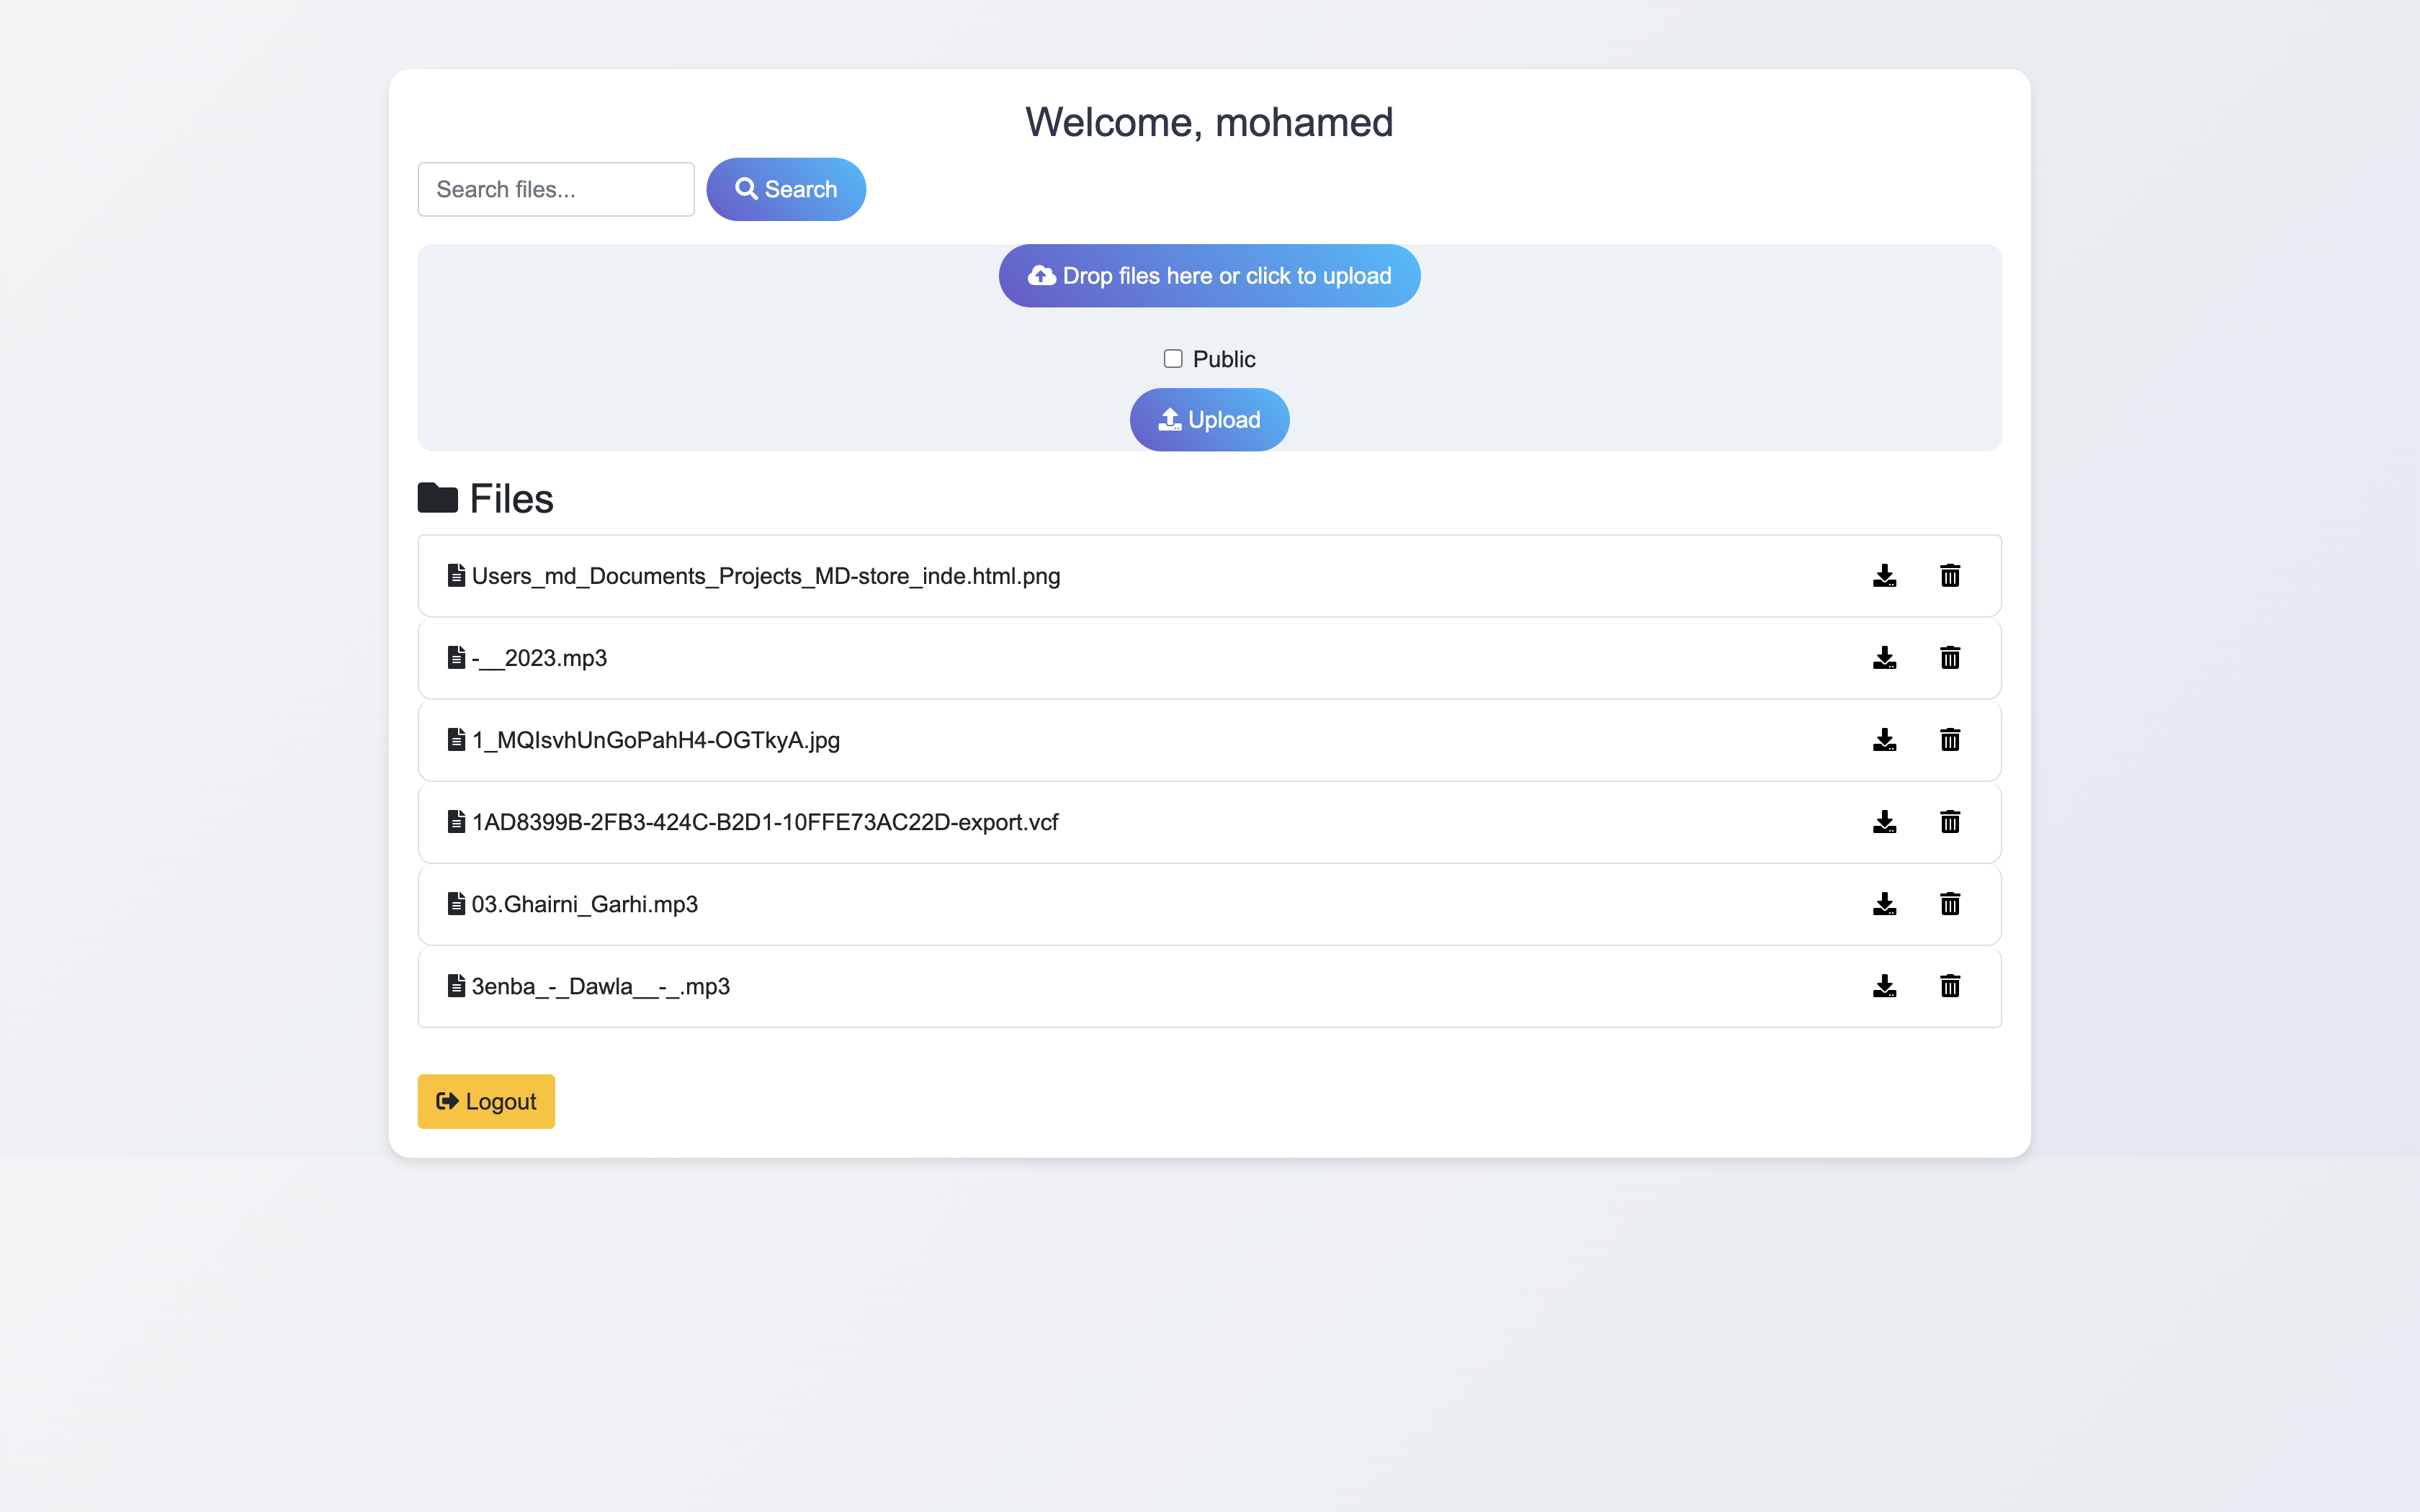 Welcome, mohamed
Search files...
Search
Drop files here or click to upload
Public
Upload
Files
Users_md_Documents_Projects_MD-store_inde.html.png
-__2023.mp3
1_MQIsvhUnGoPahH4-OGTkyA.jpg
1AD8399B-2FB3-424C-B2D1-10FFE73AC22D-export.vcf
03.Ghairni_Garhi.mp3
3enba_-_Dawla__-_.mp3
Logout